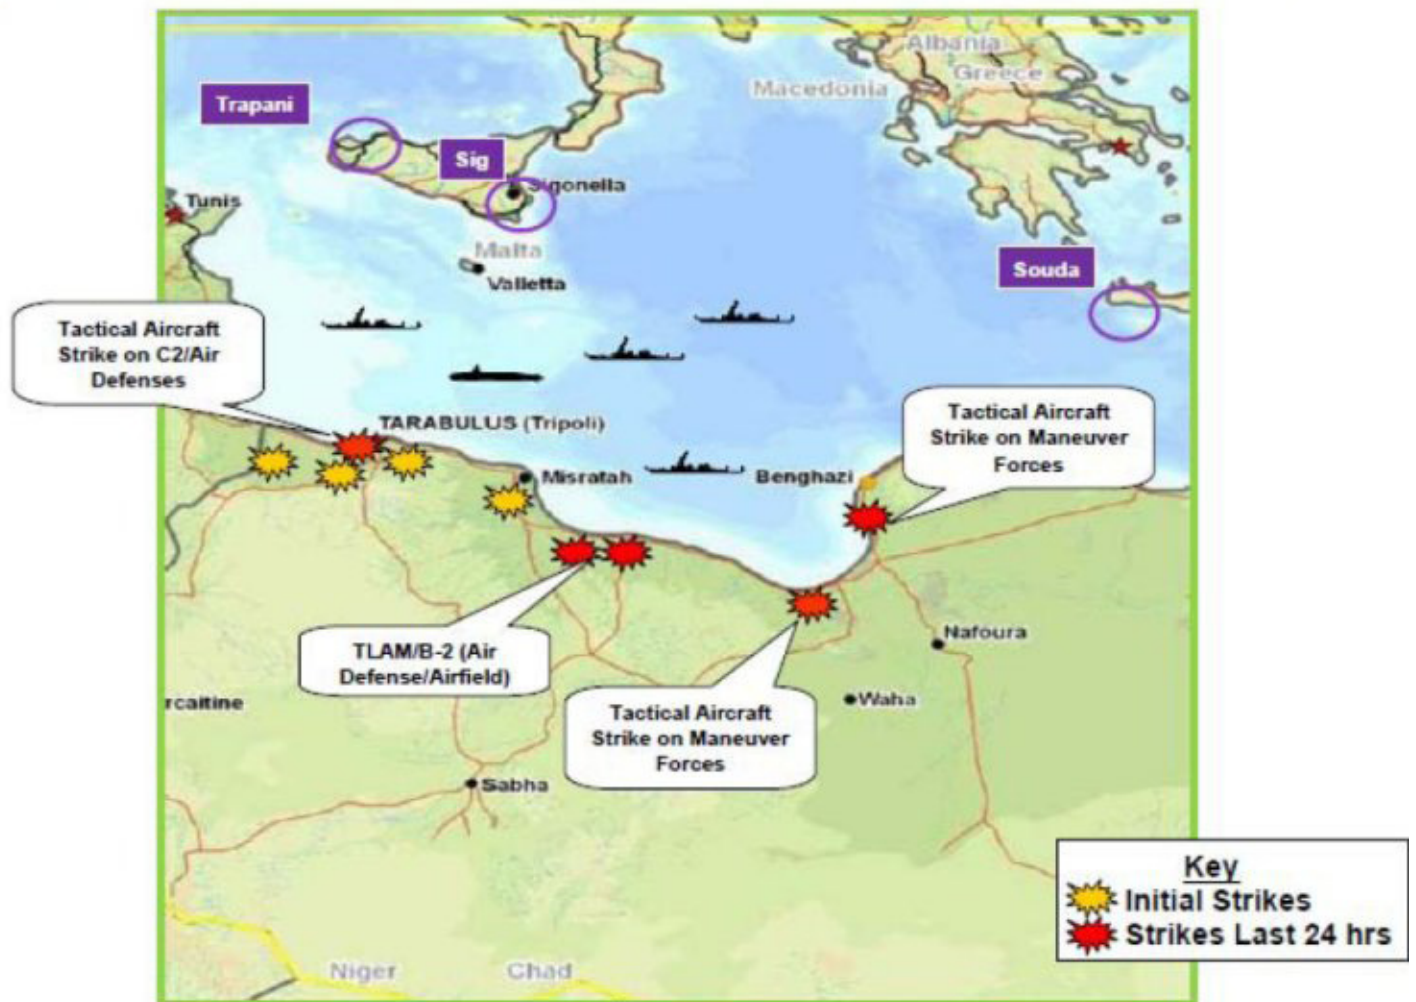 Albania
Greece
Macedonia
Trapani
Sig
Sigonella
Tunis
Malta
Valletta
Souda
Tactical Aircraft
Strike on C2/Air
Defenses
TARABULUS (Tripoli)
Tactical Aircraft
Strike on Maneuver
Forces
Misratah
Benghazi
TLAM/B-2 (Air
Defense/Airfield)
Nafoura
Waha
rcaitine
Tactical Aircraft
Strike on Maneuver
Forces
Sabha
Key
Initial Strikes
Strikes Last 24 hrs
Niger
Chad